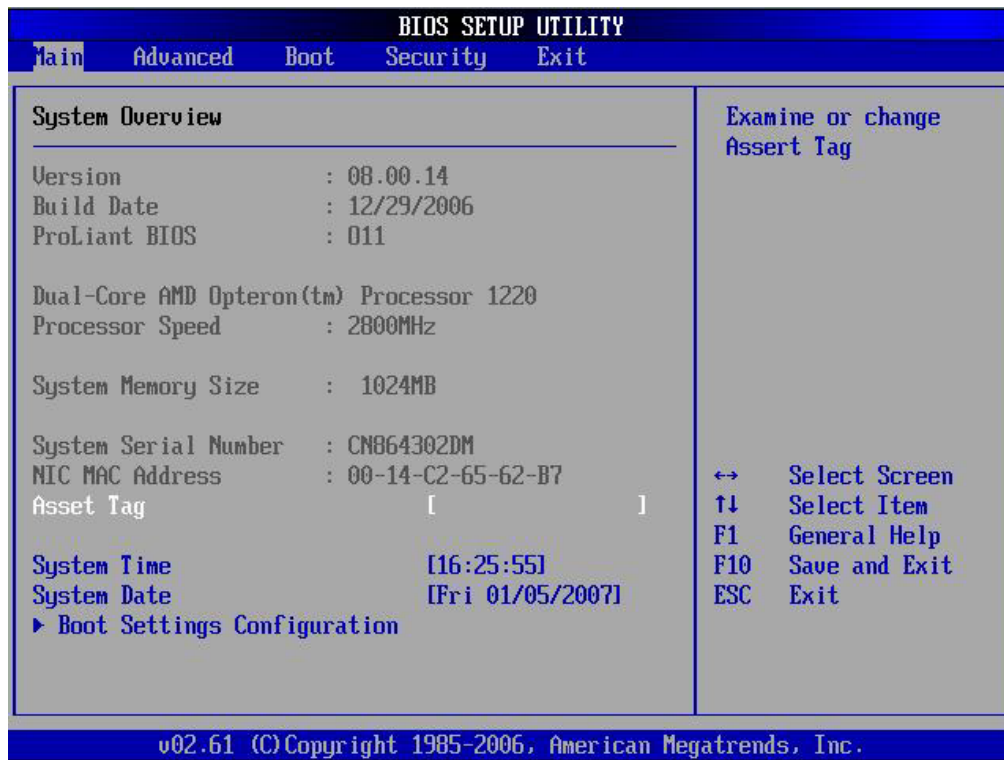 BIOS SETUP UTILITY
Main Advanced Boot Security Exit
System Overview
Version : 08.00.14
Build Date : 12/29/2006
ProLiant BIOS : O11
Dual-Core AMD Opteron(tm) Processor 1220
Processor Speed : 2800MHz
System Memory Size : 1024MB
System Serial Number : CN864302DM
NIC MAC Address : 00-14-C2-65-62-B7
Asset Tag [ ]
System Time [16:25:55]
System Date [Fri 01/05/2007]
▶ Boot Settings Configuration
Examine or change
Assert Tag
↔ Select Screen
↑↓ Select Item
F1 General Help
F10 Save and Exit
ESC Exit
v02.61 (C)Copyright 1985-2006, American Megatrends, Inc.